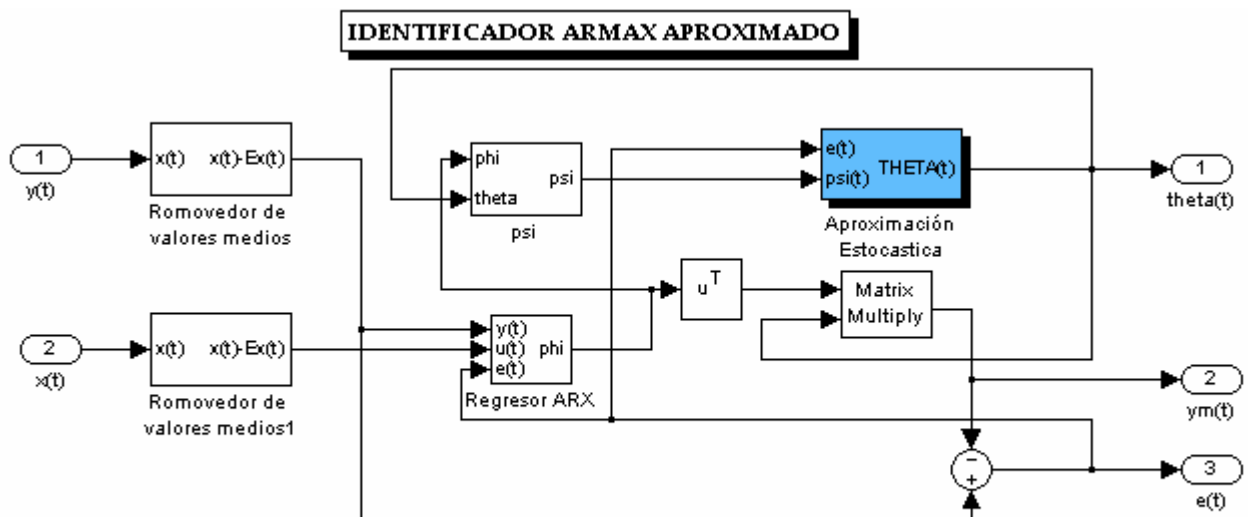 IDENTIFICADOR ARMAX APROXIMADO
1
y(t)
x(t) x(t)-Ex(t)
Romovedor de
valores medios
phi
theta
psi
psi
e(t)
psi(t)
THETA(t)
Aproximación
Estocastica
1
theta(t)
u T
Matrix
Multiply
2
x(t)
x(t) x(t)-Ex(t)
Romovedor de
valores medios1
y(t)
u(t)
e(t)
phi
Regresor ARX
2
ym(t)
−
+
3
e(t)